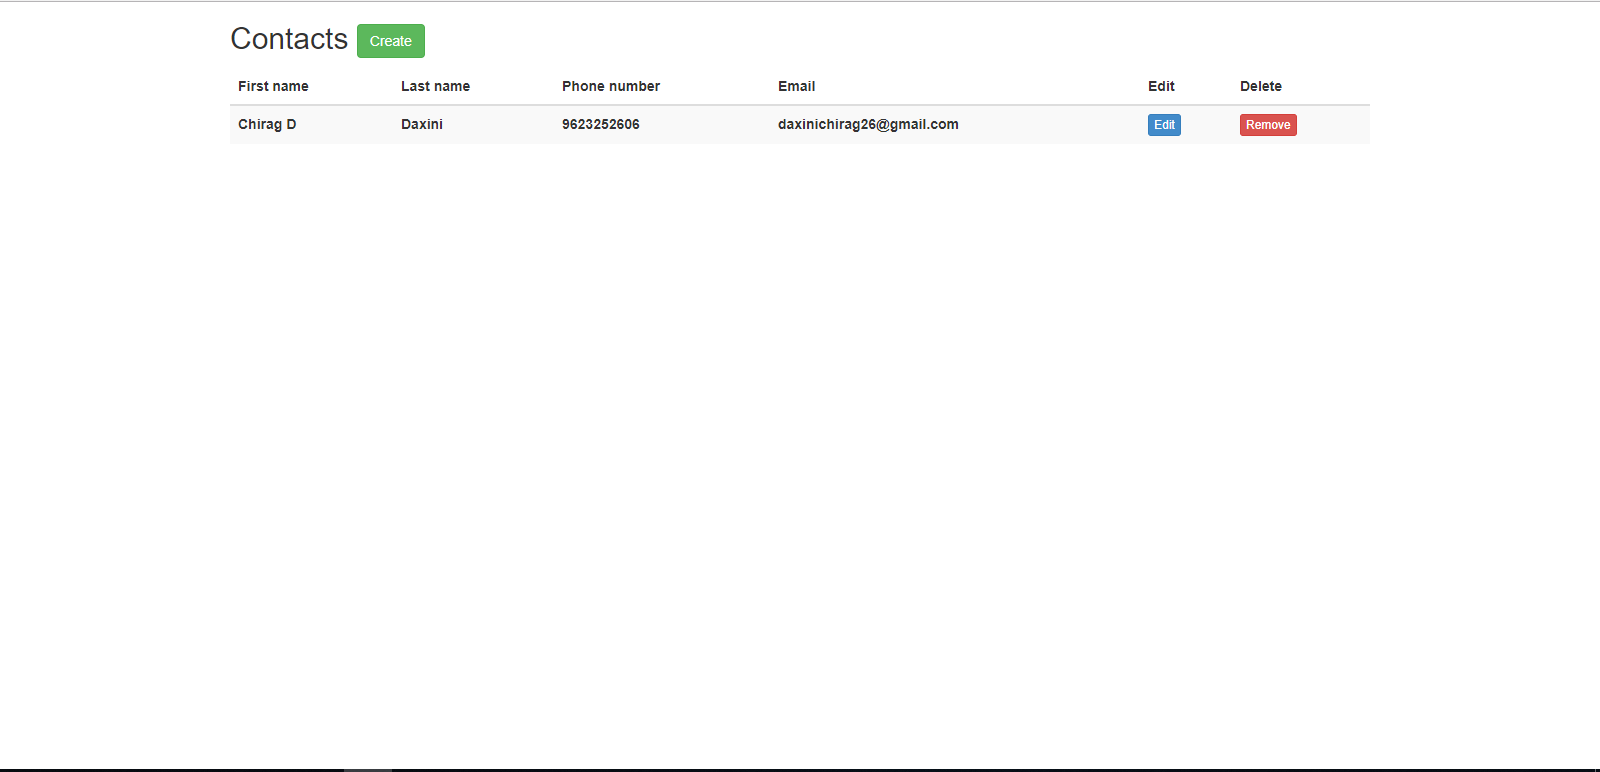 Contacts Create
First name Last name Phone number Email Edit Delete
Chirag D Daxini 9623252606 daxinichirag26@gmail.com Edit Remove